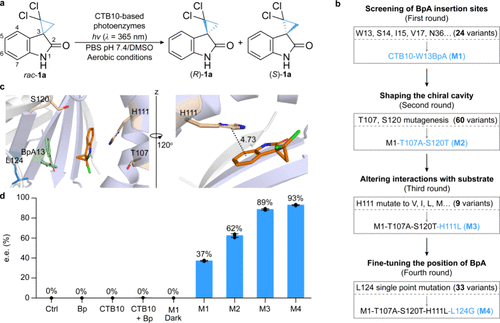 a
Cl
Cl
4
5
6
7
3
2
1
N
H
O
rac-1a
CTB10-based
photoenzymes
hν (λ = 365 nm)
PBS pH 7.4/DMSO
Aerobic conditions
Cl
Cl
N
H
O
(R)-1a
+
Cl
Cl
N
H
O
(S)-1a
c
S120
BpA13
L124
H111
T107
z
120°
H111
4.73
d
e.e. (%)
100
80
60
40
20
0
0%
0%
0%
0%
0%
37%
62%
89%
93%
Ctrl
Bp
CTB10
CTB10
+ Bp
M1
Dark
M1
M2
M3
M4
b
Screening of BpA insertion sites
(First round)
W13, S14, I15, V17, N36… (24 variants)
CTB10-W13BpA (M1)
Shaping the chiral cavity
(Second round)
T107, S120 mutagenesis (60 variants)
M1-T107A-S120T (M2)
Altering interactions with substrate
(Third round)
H111 mutate to V, I, L, M… (9 variants)
M1-T107A-S120T-H111L (M3)
Fine-tuning the position of BpA
(Fourth round)
L124 single point mutation (33 variants)
M1-T107A-S120T-H111L-L124G (M4)